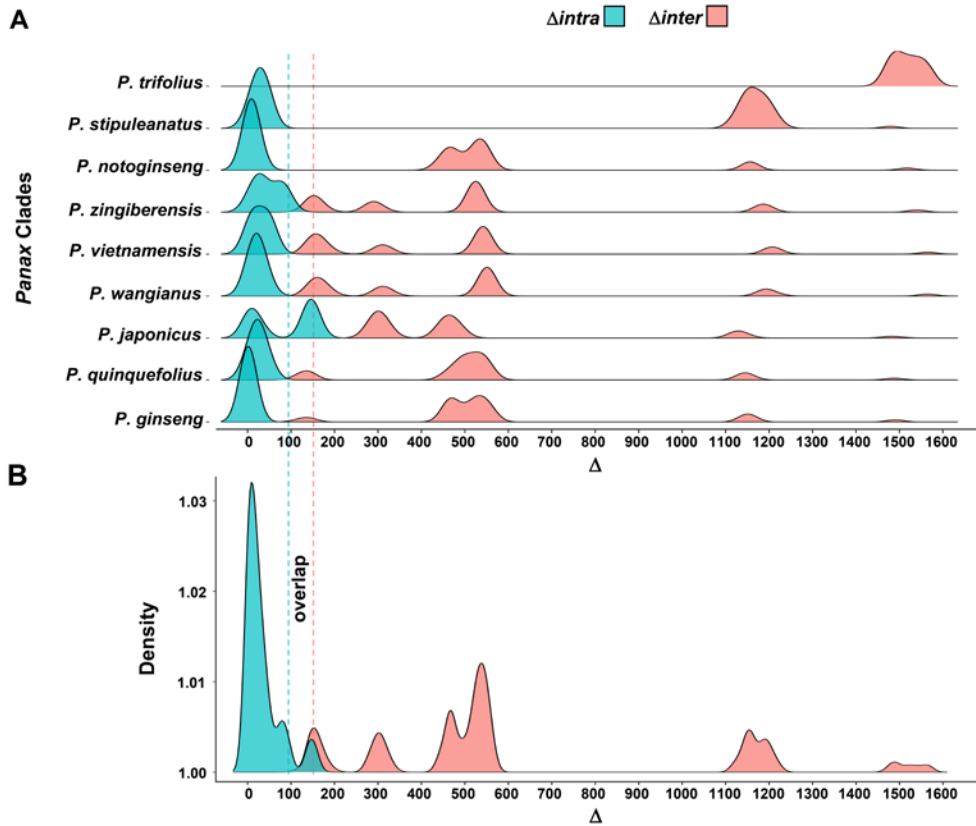 A
Δintra
Δinter
Panax Clades
P. trifolius
P. stipuleanatus
P. notoginseng
P. zingiberensis
P. vietnamensis
P. wangianus
P. japonicus
P. quinquefolius
P. ginseng
0 100 200 300 400 500 600 700 800 900 1000 1100 1200 1300 1400 1500 1600
Δ
B
Density
1.03
1.02
1.01
1.00
overlap
0 100 200 300 400 500 600 700 800 900 1000 1100 1200 1300 1400 1500 1600
Δ